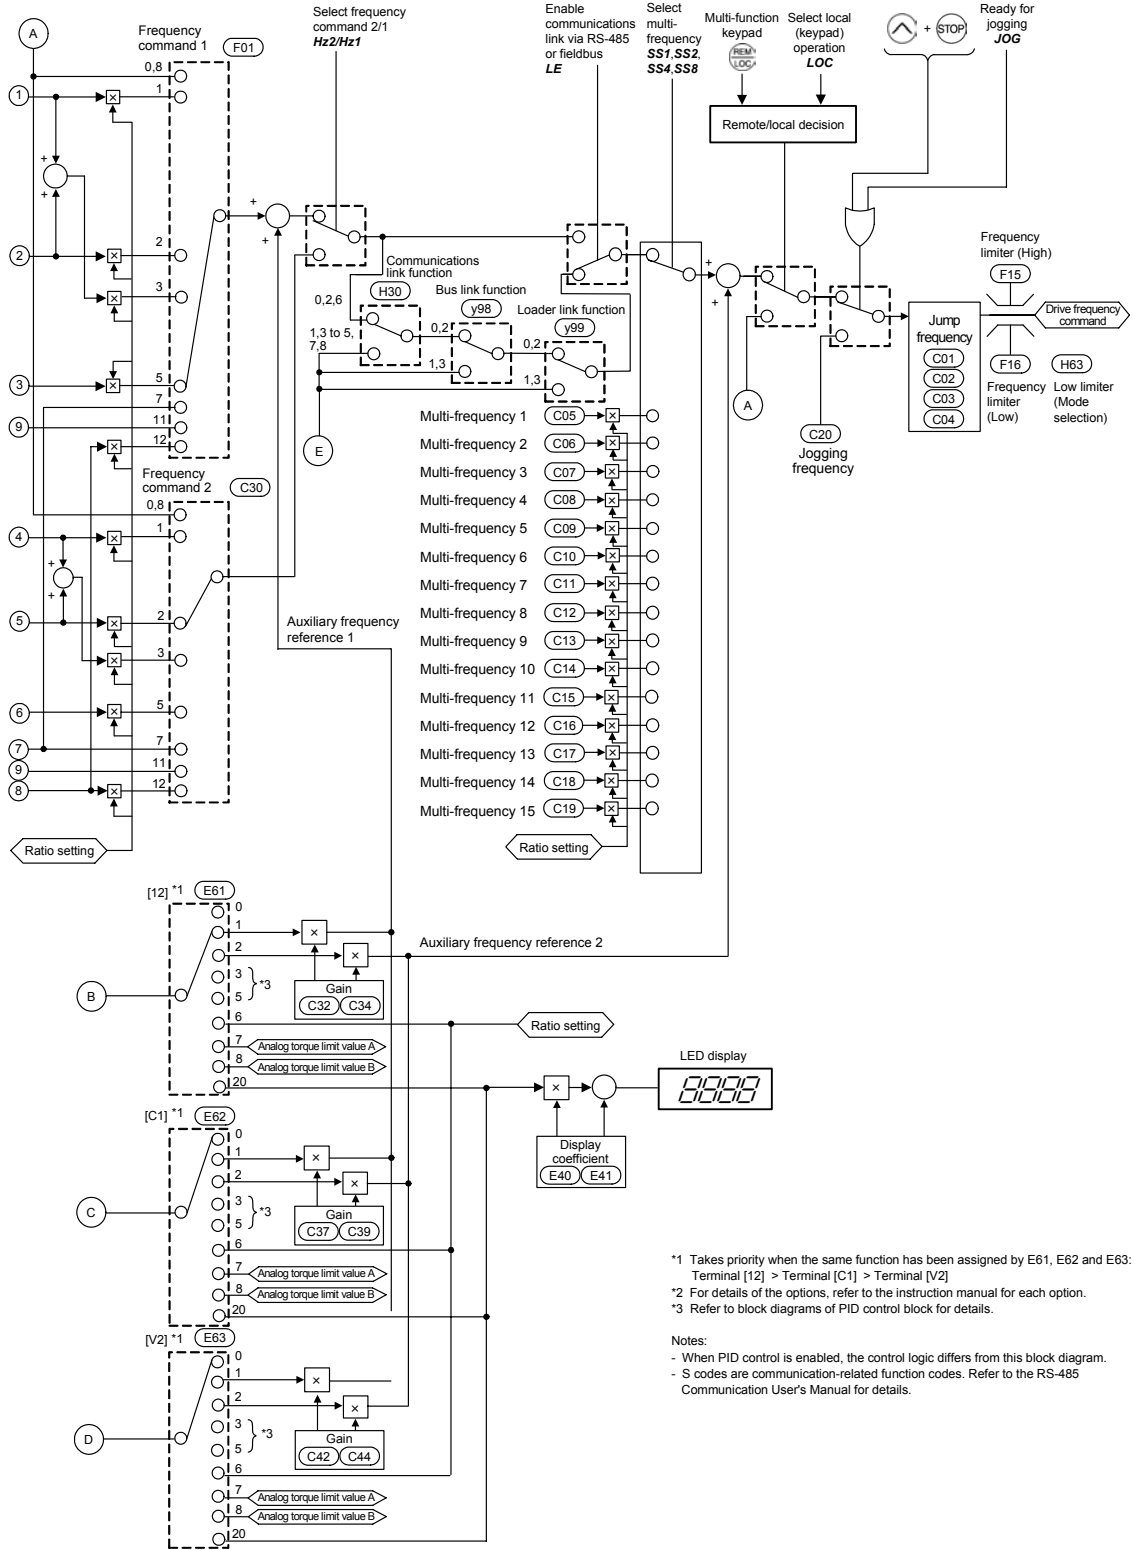 A
Frequency
command 1
F01
0,8
1
1
+
+
2
2
3
3
5
7
9
11
12
Select frequency
command 2/1
Hz2/Hz1
+
+
Enable
communications
link via RS-485
or fieldbus
LE
Select
multi-
frequency
SS1,SS2,
SS4,SS8
Multi-function
keypad
REM
LOC
Select local
(keypad)
operation
LOC
Remote/local decision
+
STOP
Ready for
jogging
JOG
Communications
link function
H30
0,2,6
1,3 to 5,
7,8
Bus link function
y98
0,2
1,3
Loader link function
y99
0,2
1,3
E
+
+
A
C20
Jogging
frequency
Jump
frequency
C01
C02
C03
C04
Frequency
limiter (High)
F15
Drive frequency
command
F16
Frequency
limiter
(Low)
H63
Low limiter
(Mode
selection)
Frequency
command 2
C30
0,8
4
1
+
+
5
2
3
6
5
7
7
9
11
8
12
Ratio setting
Auxiliary frequency
reference 1
Multi-frequency 1 C05
Multi-frequency 2 C06
Multi-frequency 3 C07
Multi-frequency 4 C08
Multi-frequency 5 C09
Multi-frequency 6 C10
Multi-frequency 7 C11
Multi-frequency 8 C12
Multi-frequency 9 C13
Multi-frequency 10 C14
Multi-frequency 11 C15
Multi-frequency 12 C16
Multi-frequency 13 C17
Multi-frequency 14 C18
Multi-frequency 15 C19
Ratio setting
[12] *1 E61
0
1
2
3
5
*3
6
7 Analog torque limit value A
8 Analog torque limit value B
20
B
×
×
Gain
C32 C34
Auxiliary frequency reference 2
Ratio setting
LED display
8888
×
Display
coefficient
E40 E41
[C1] *1 E62
0
1
2
3
5
*3
6
7 Analog torque limit value A
8 Analog torque limit value B
20
C
×
×
Gain
C37 C39
[V2] *1 E63
0
1
2
3
5
*3
6
7 Analog torque limit value A
8 Analog torque limit value B
20
D
×
×
Gain
C42 C44
*1 Takes priority when the same function has been assigned by E61, E62 and E63:
Terminal [12] > Terminal [C1] > Terminal [V2]
*2 For details of the options, refer to the instruction manual for each option.
*3 Refer to block diagrams of PID control block for details.
Notes:
- When PID control is enabled, the control logic differs from this block diagram.
- S codes are communication-related function codes. Refer to the RS-485
Communication User's Manual for details.